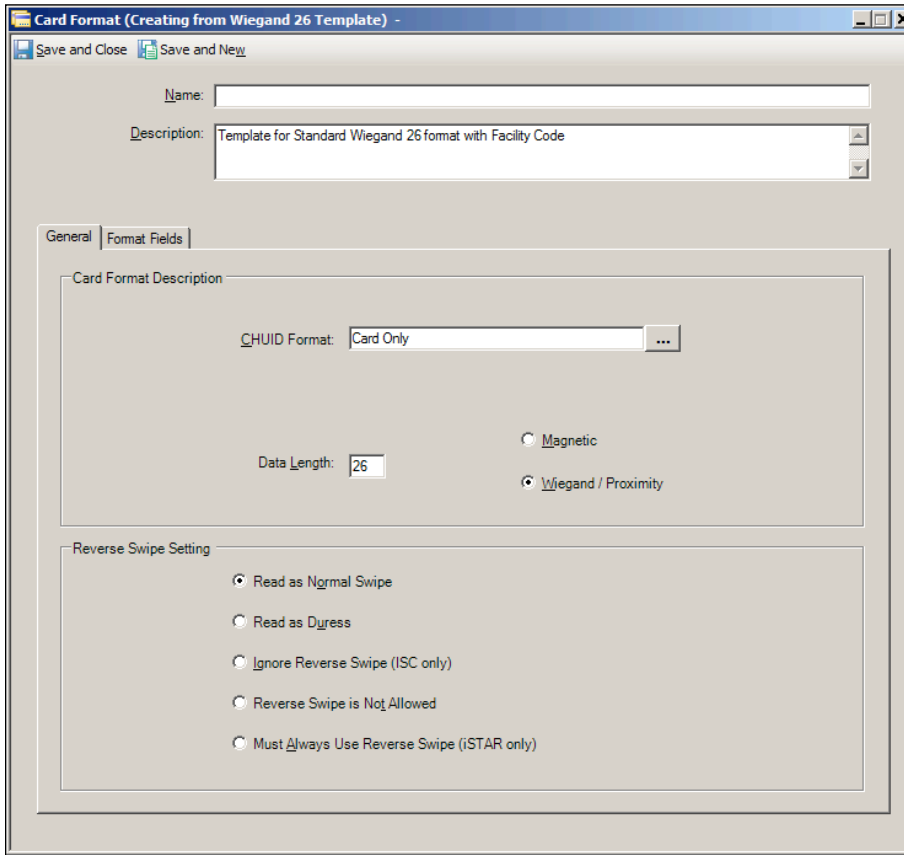 Card Format (Creating from Wiegand 26 Template) -
Save and Close Save and New
Name:
Description: Template for Standard Wiegand 26 format with Facility Code
General Format Fields
Card Format Description
CHUID Format: Card Only ...
Magnetic
Data Length: 26
Wiegand / Proximity
Reverse Swipe Setting
Read as Normal Swipe
Read as Duress
Ignore Reverse Swipe (ISC only)
Reverse Swipe is Not Allowed
Must Always Use Reverse Swipe (iSTAR only)